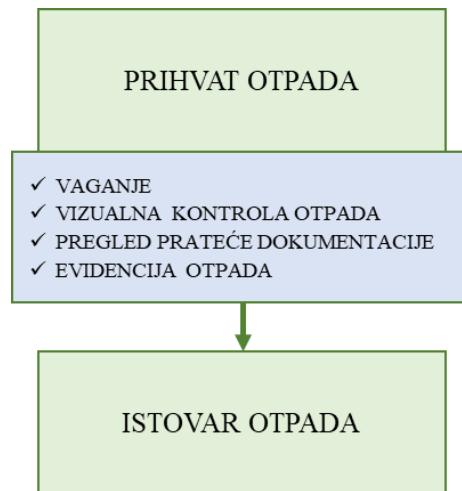 PRIHVAT OTPADA
✓ VAGANJE
✓ VIZUALNA KONTROLA OTPADA
✓ PREGLED PRATEĆE DOKUMENTACIJE
✓ EVIDENCIJA OTPADA
ISTOVAR OTPADA